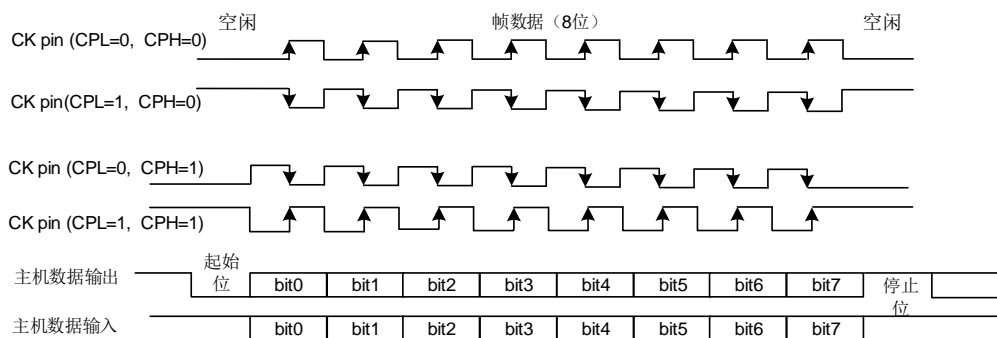 空闲 帧数据（8位） 空闲
CK pin (CPL=0, CPH=0)
CK pin(CPL=1, CPH=0)
CK pin (CPL=0, CPH=1)
CK pin (CPL=1, CPH=1)
主机数据输出 起始位 bit0 bit1 bit2 bit3 bit4 bit5 bit6 bit7 停止位
主机数据输入 bit0 bit1 bit2 bit3 bit4 bit5 bit6 bit7